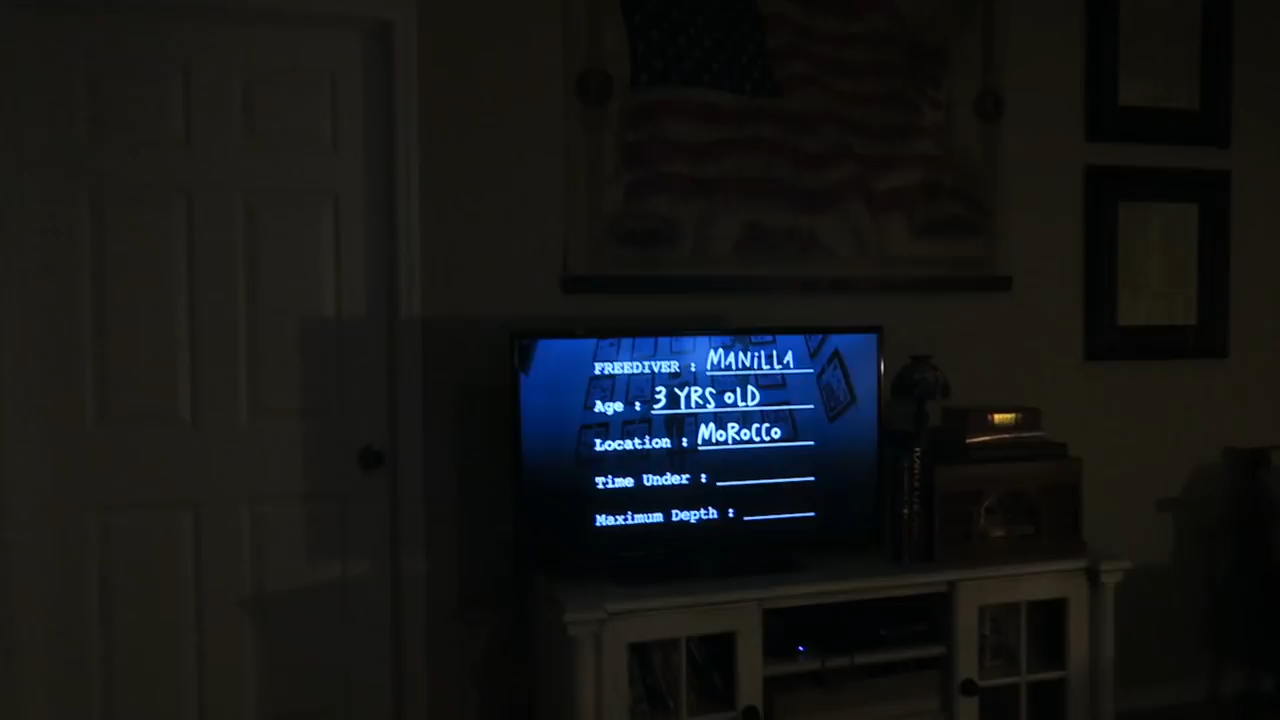 FREEDIVER : MANiLLA
Age : 3 YRS OLD
Location : MoRoCCo
Time Under :
Maximum Depth :